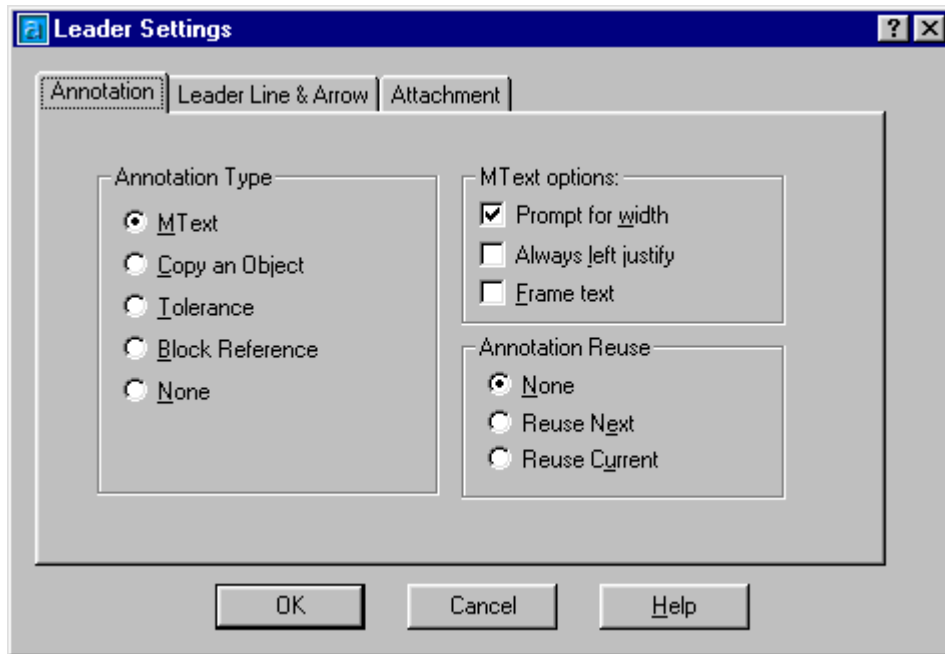 Leader Settings
Annotation Leader Line & Arrow Attachment
Annotation Type
MText
Copy an Object
Tolerance
Block Reference
None
MText options:
Prompt for width
Always left justify
Frame text
Annotation Reuse
None
Reuse Next
Reuse Current
OK Cancel Help